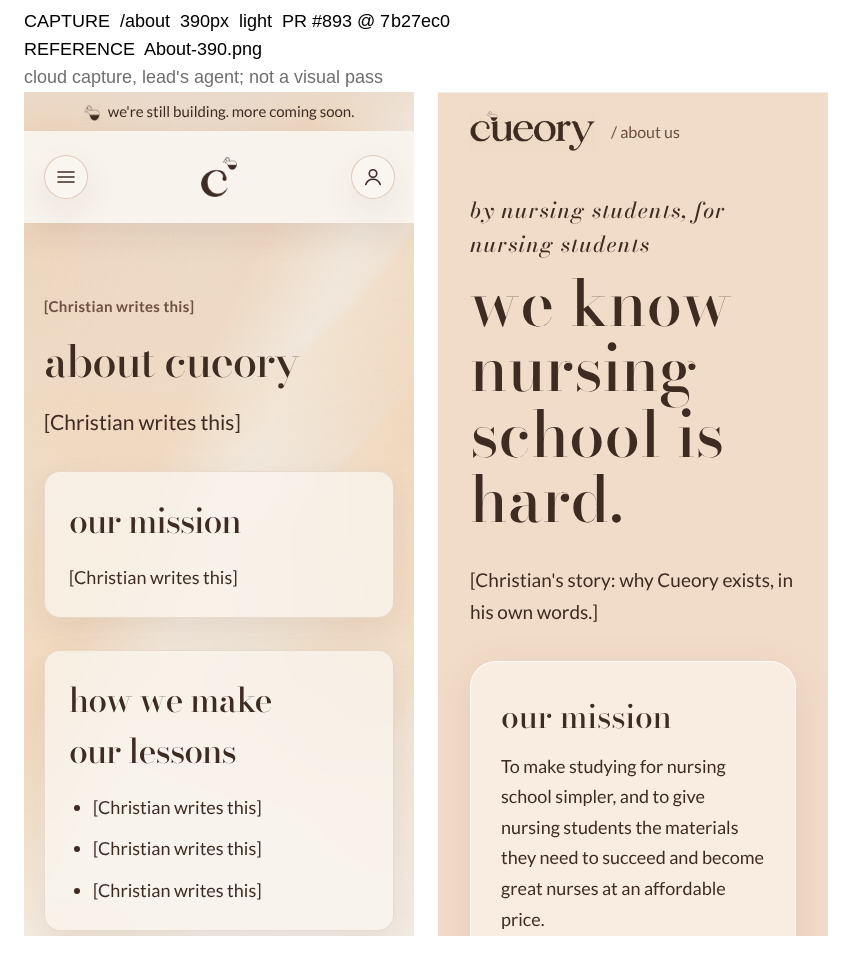 CAPTURE /about 390px light PR #893 @ 7b27ec0
REFERENCE About-390.png
cloud capture, lead's agent; not a visual pass
we're still building. more coming soon.
c
[Christian writes this]
about cueory
[Christian writes this]
our mission
[Christian writes this]
how we make
our lessons
• [Christian writes this]
• [Christian writes this]
• [Christian writes this]
cueory / about us
by nursing students, for
nursing students
we know
nursing
school is
hard.
[Christian's story: why Cueory exists, in
his own words.]
our mission
To make studying for nursing
school simpler, and to give
nursing students the materials
they need to succeed and become
great nurses at an affordable
price.